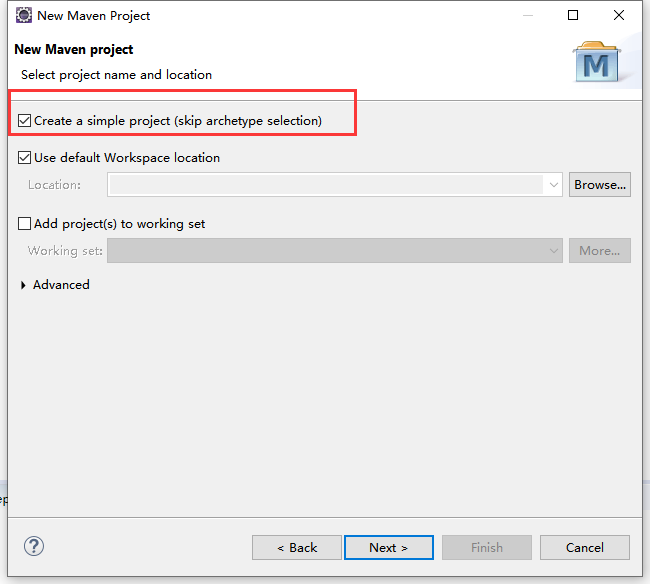 New Maven Project
New Maven project
Select project name and location
M
Create a simple project (skip archetype selection)
Use default Workspace location
Location:
Browse...
Add project(s) to working set
Working set:
More...
Advanced
?
< Back
Next >
Finish
Cancel